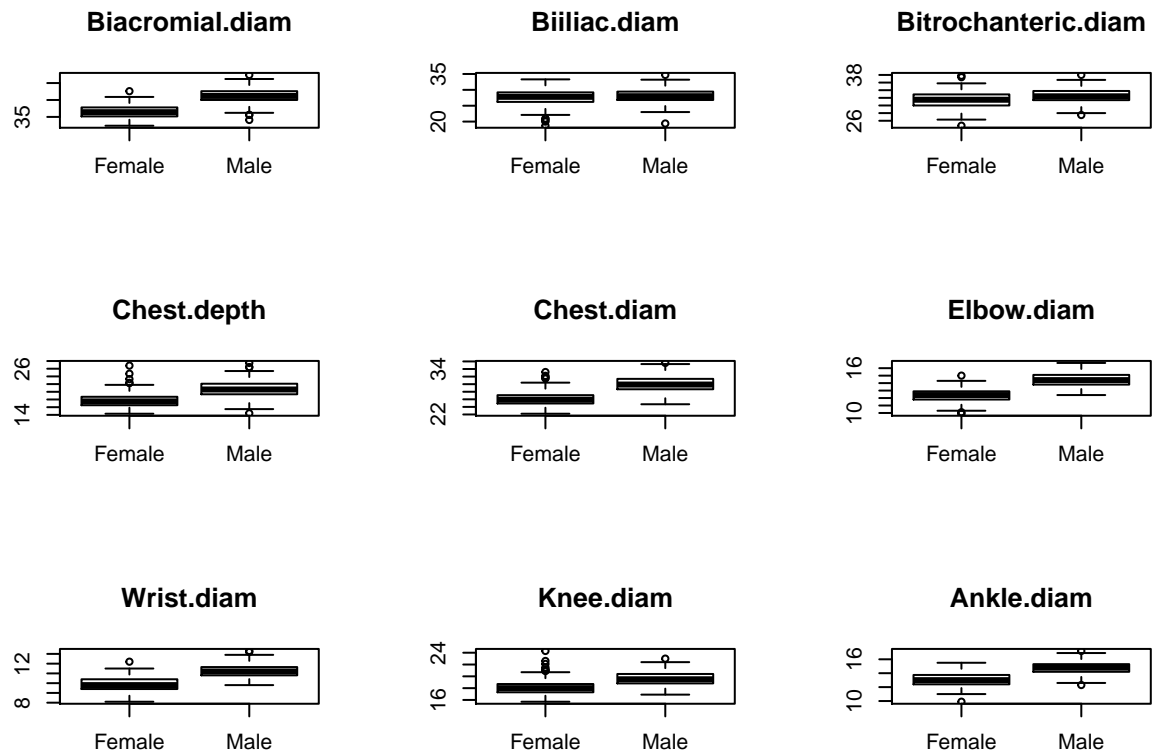 Biacromial.diam
35
Female Male
Biiliac.diam
35
20
Female Male
Bitrochanteric.diam
38
26
Female Male
Chest.depth
26
14
Female Male
Chest.diam
34
22
Female Male
Elbow.diam
16
10
Female Male
Wrist.diam
12
8
Female Male
Knee.diam
24
16
Female Male
Ankle.diam
16
10
Female Male